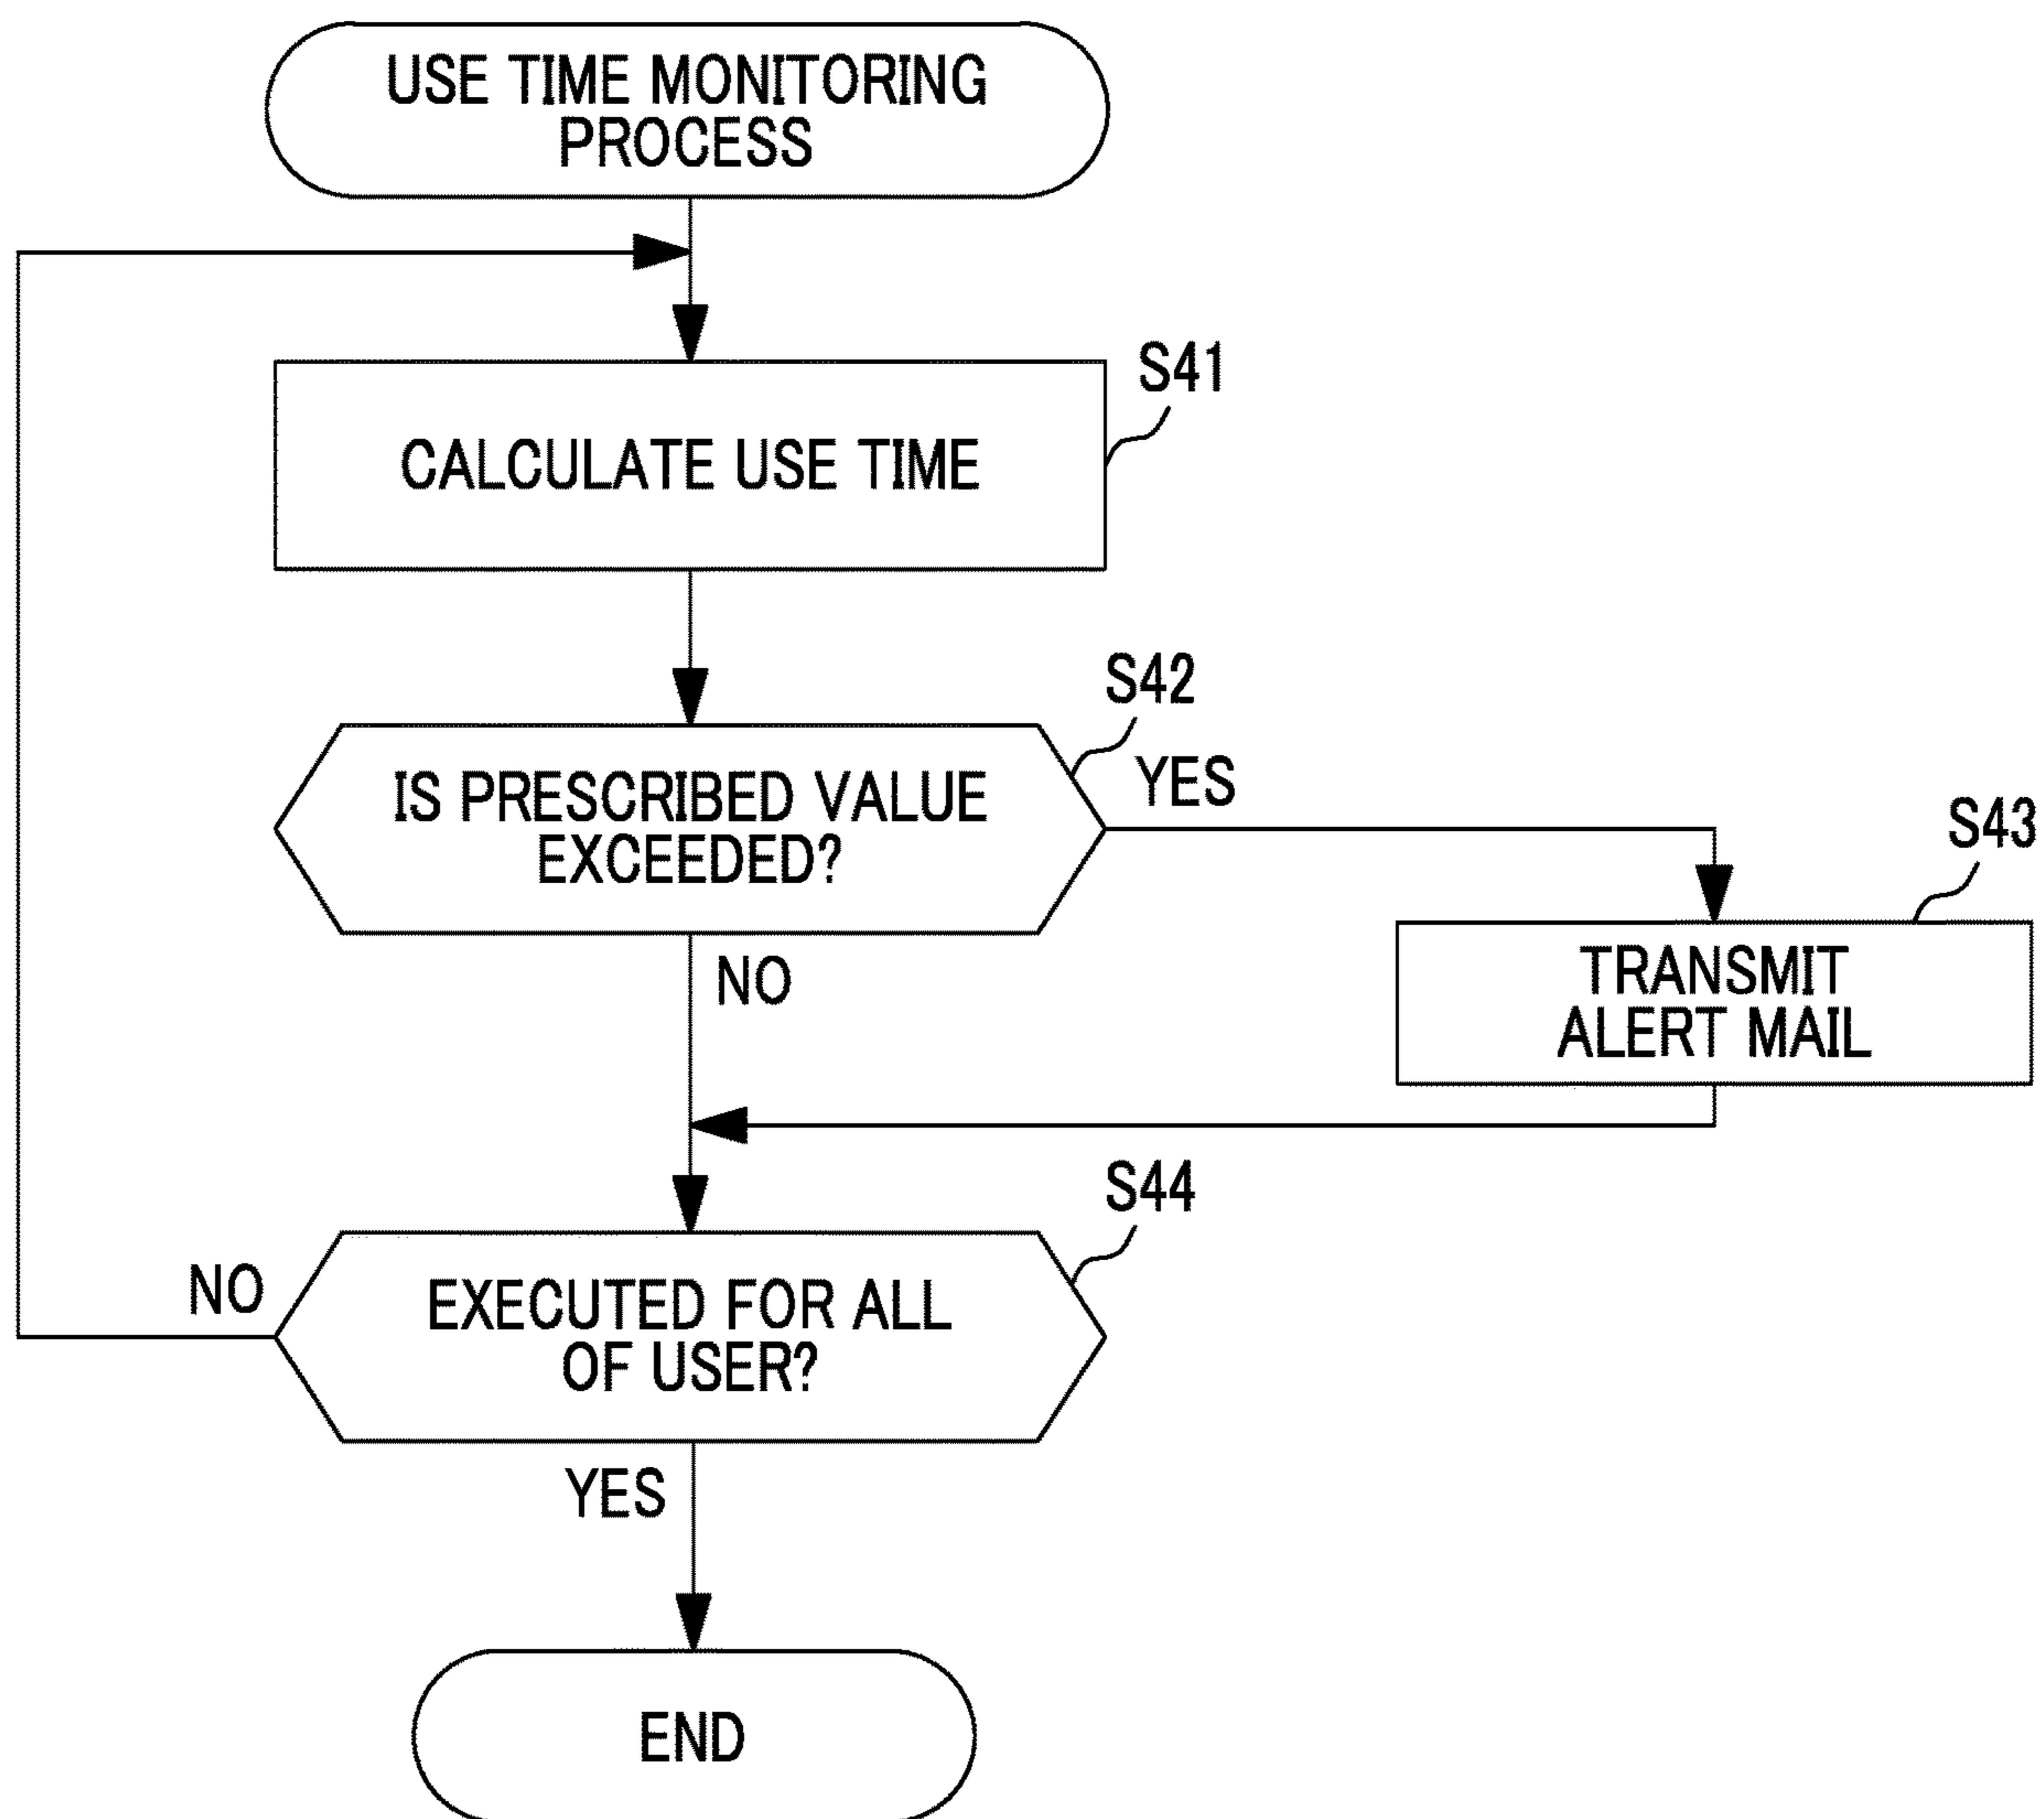 USE TIME MONITORING
PROCESS
S41
CALCULATE USE TIME
S42
IS PRESCRIBED VALUE
EXCEEDED?
YES
S43
TRANSMIT
ALERT MAIL
NO
S44
EXECUTED FOR ALL
OF USER?
NO
YES
END